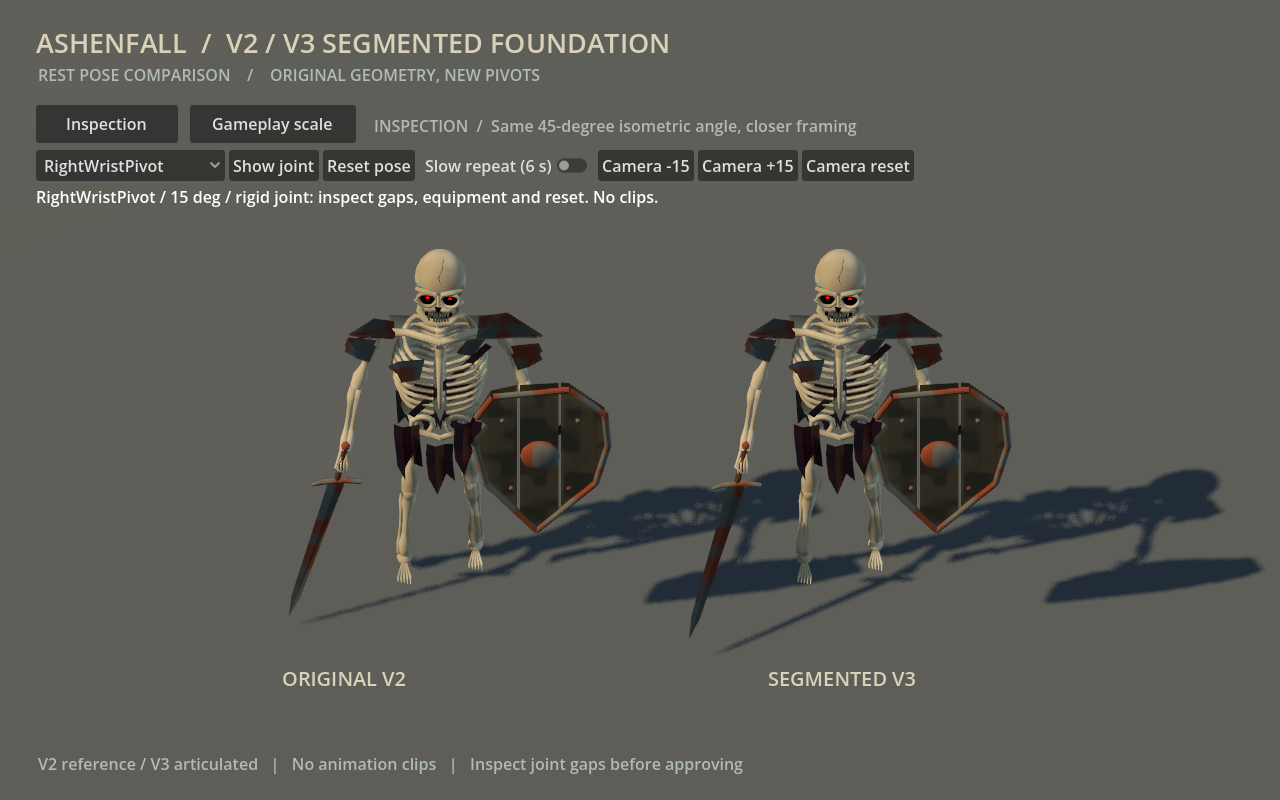 ASHENFALL / V2 / V3 SEGMENTED FOUNDATION
REST POSE COMPARISON / ORIGINAL GEOMETRY, NEW PIVOTS
Inspection Gameplay scale INSPECTION / Same 45-degree isometric angle, closer framing
RightWristPivot Show joint Reset pose Slow repeat (6 s) Camera -15 Camera +15 Camera reset
RightWristPivot / 15 deg / rigid joint: inspect gaps, equipment and reset. No clips.
ORIGINAL V2 SEGMENTED V3
V2 reference / V3 articulated | No animation clips | Inspect joint gaps before approving